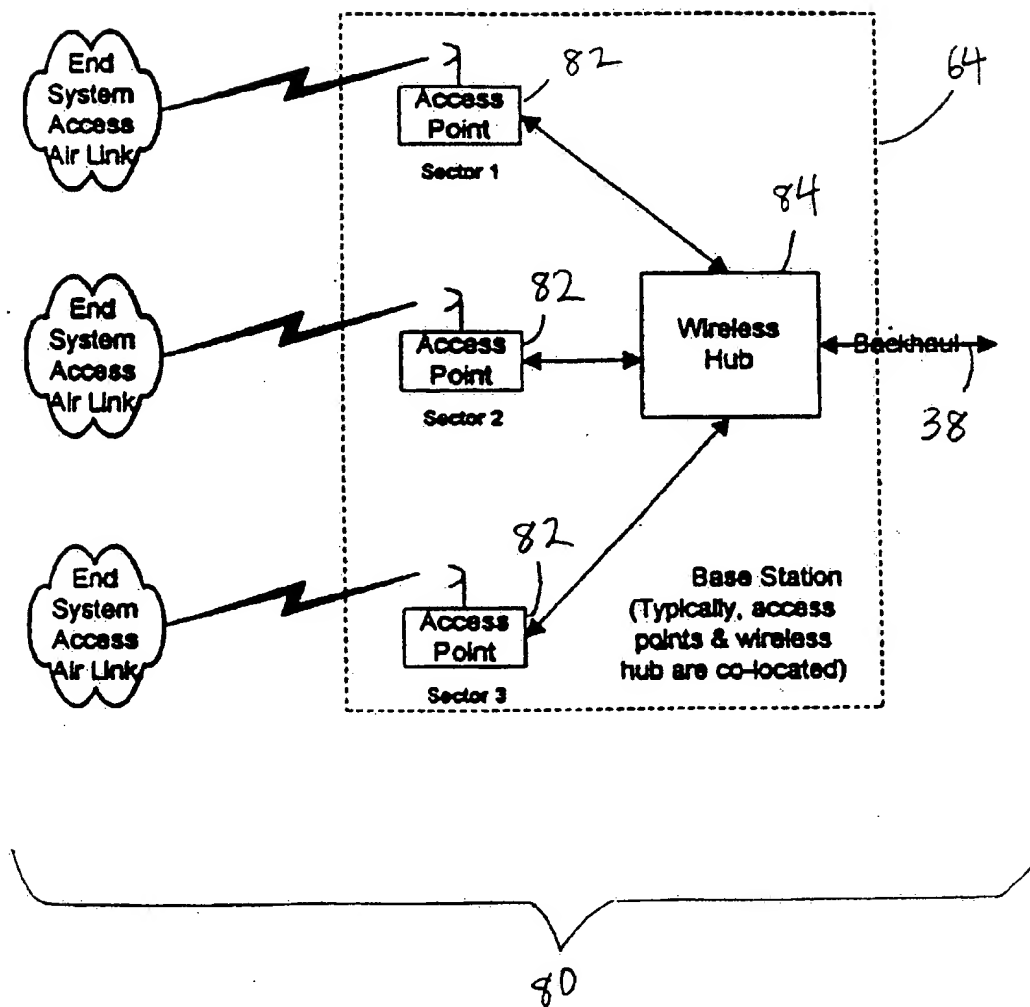 End
System
Access
Air Link
Access
Point
Sector 1
82
64
84
End
System
Access
Air Link
Access
Point
Sector 2
82
Wireless
Hub
Backhaul
38
End
System
Access
Air Link
Access
Point
Sector 3
82
Base Station
(Typically, access
points & wireless
hub are co-located)
80